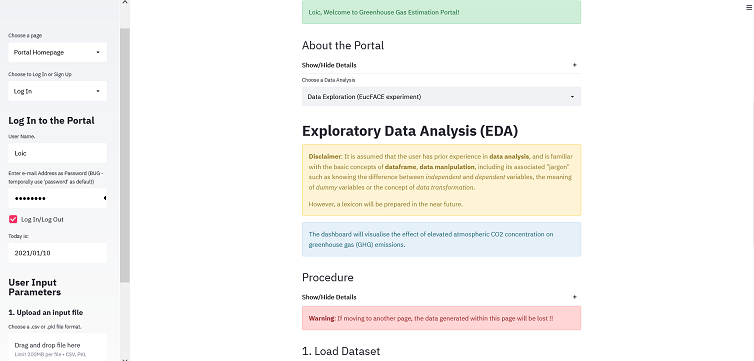 Choose a page
Portal Homepage
Choose to Log In or Sign Up
Log In
Log In to the Portal
User Name.
Loic
Enter e-mail Address as Password (BUG -
temporally use 'password' as default)
••••••••
Log In/Log Out
Today is:
2021/01/10
User Input
Parameters
1. Upload an input file
Choose a .csv or .pkl file format.
Drag and drop file here
Limit 200MB per file • CSV, PKL
Loic, Welcome to Greenhouse Gas Estimation Portal!
About the Portal
Show/Hide Details
+
Choose a Data Analysis
Data Exploration (EucFACE experiment)
Exploratory Data Analysis (EDA)
Disclaimer: It is assumed that the user has prior experience in data analysis, and is familiar
with the basic concepts of dataframe, data manipulation, including its associated "jargon"
such as knowing the difference between independent and dependent variables, the meaning
of dummy variables or the concept of data transformation.
However, a lexicon will be prepared in the near future.
The dashboard will visualise the effect of elevated atmospheric CO2 concentration on
greenhouse gas (GHG) emissions.
Procedure
Show/Hide Details
+
Warning: If moving to another page, the data generated within this page will be lost !!
1. Load Dataset